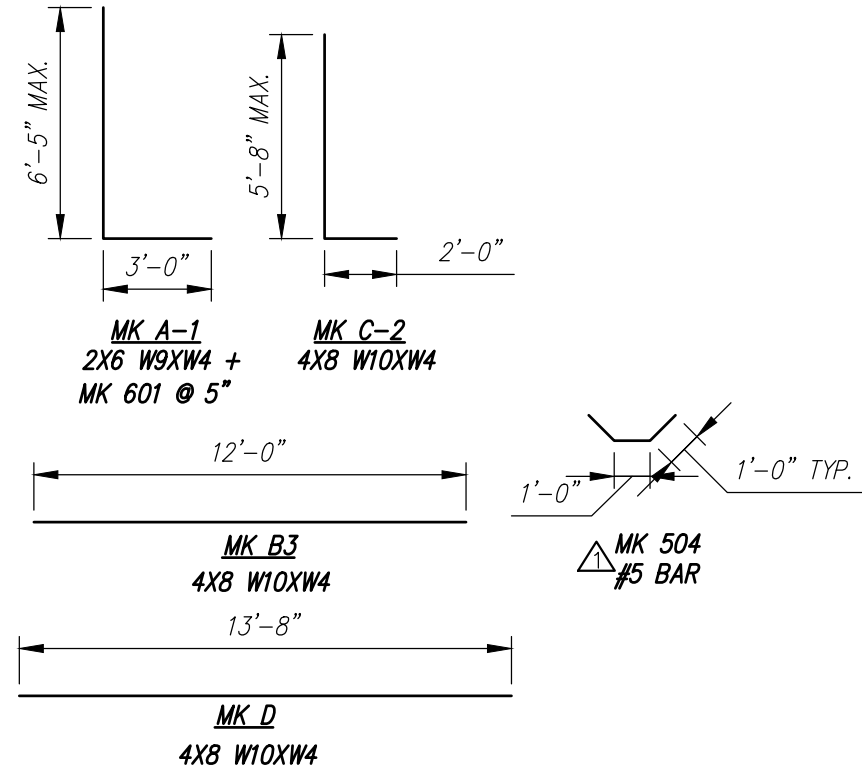 6'-5" MAX.
3'-0"
MK A-1
2X6 W9XW4 +
MK 601 @ 5"
5'-8" MAX.
2'-0"
MK C-2
4X8 W10XW4
12'-0"
MK B3
4X8 W10XW4
1'-0"
1'-0" TYP.
1
MK 504
#5 BAR
13'-8"
MK D
4X8 W10XW4